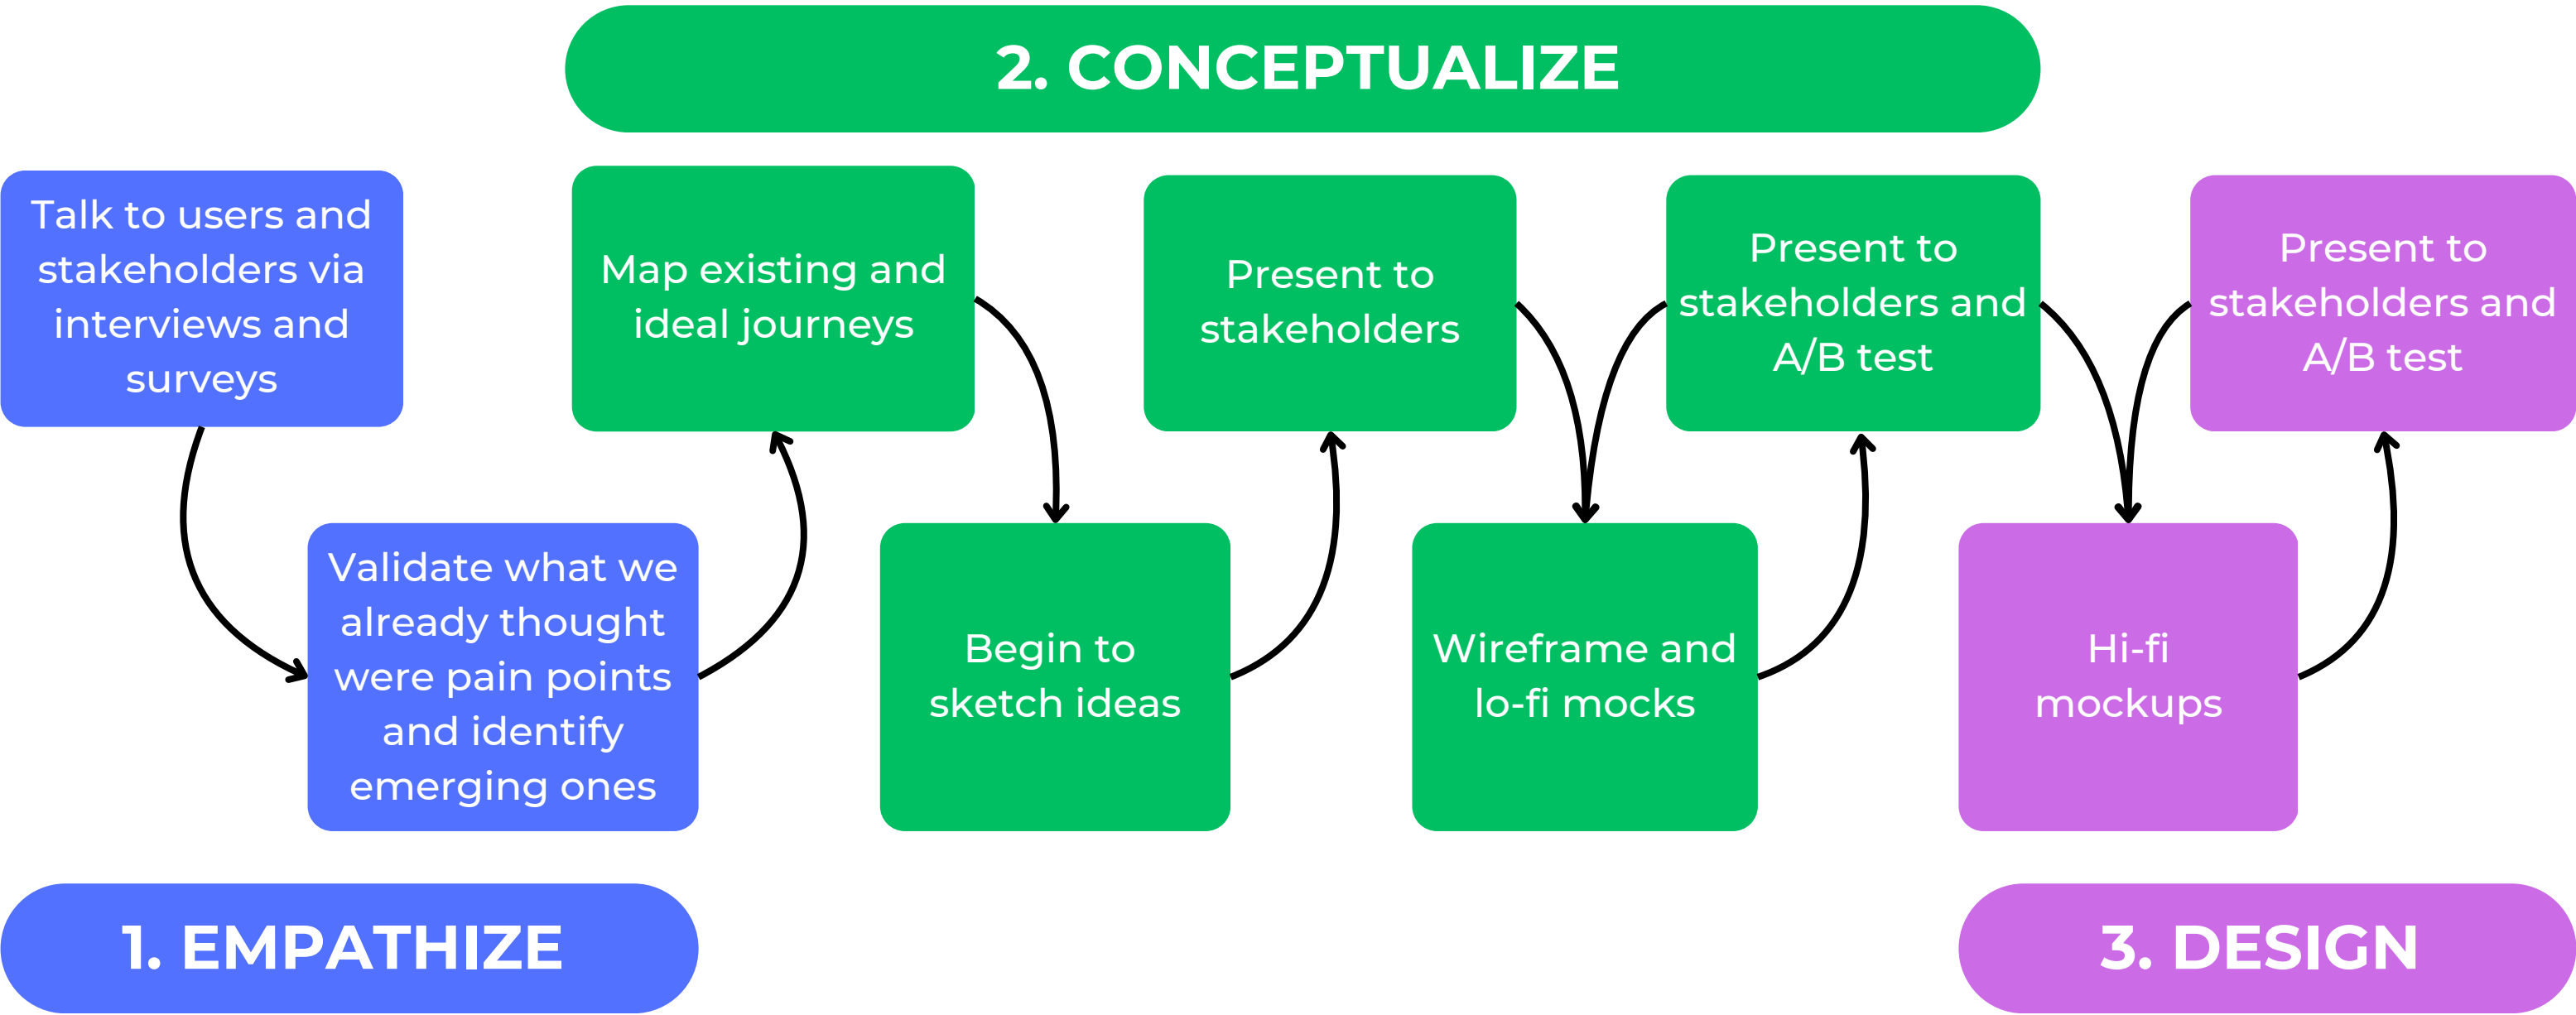 2. CONCEPTUALIZE
Talk to users and
stakeholders via
interviews and
surveys
Validate what we
already thought
were pain points
and identify
emerging ones
1. EMPATHIZE
Map existing and
ideal journeys
Begin to
sketch ideas
Present to
stakeholders
Wireframe and
lo-fi mocks
Present to
stakeholders and
A/B test
Hi-fi
mockups
Present to
stakeholders and
A/B test
3. DESIGN